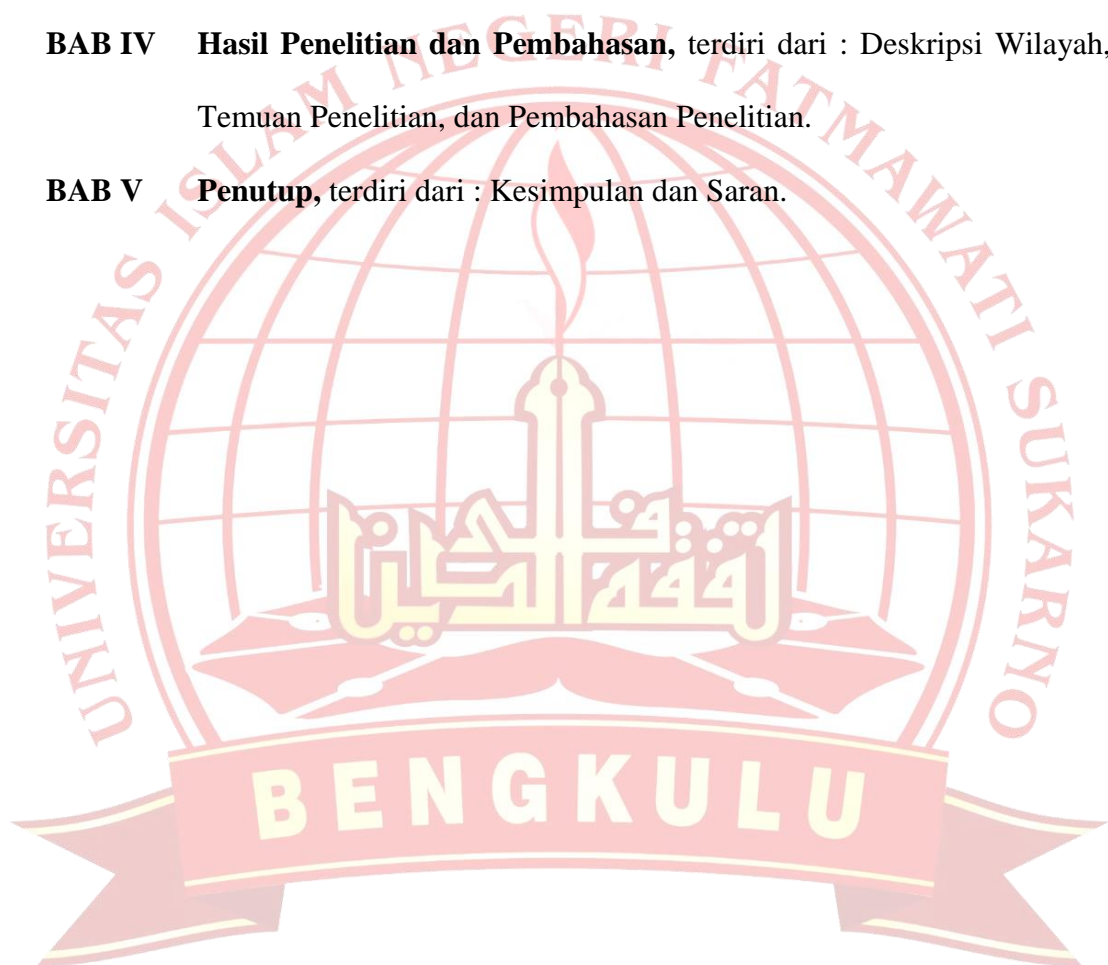 BAB IV Hasil Penelitian dan Pembahasan, terdiri dari : Deskripsi Wilayah,
Temuan Penelitian, dan Pembahasan Penelitian.
BAB V Penutup, terdiri dari : Kesimpulan dan Saran.
UNIVERSITAS ISLAM NEGERI FATMAWATI SUKARNO
BENGKULU